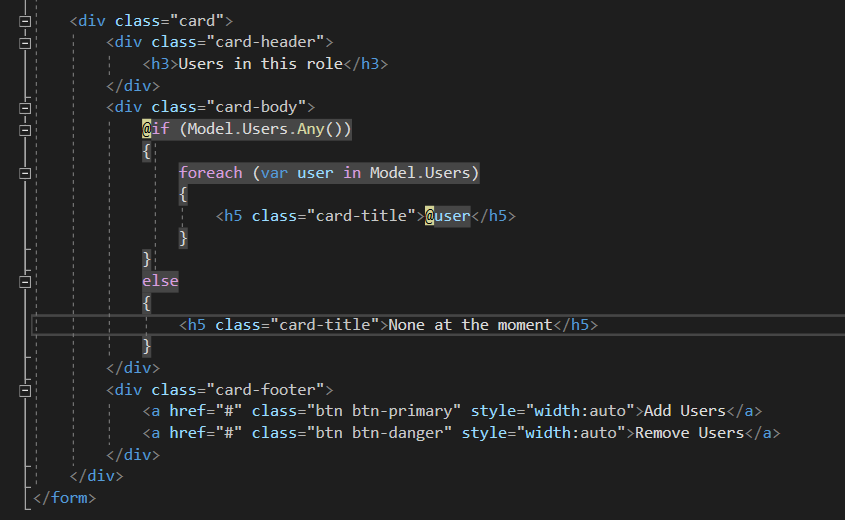 <div class="card">
<div class="card-header">
<h3>Users in this role</h3>
</div>
<div class="card-body">
@if (Model.Users.Any())
{
foreach (var user in Model.Users)
{
<h5 class="card-title">@user</h5>
}
}
else
{
<h5 class="card-title">None at the moment</h5>
}
</div>
<div class="card-footer">
<a href="#" class="btn btn-primary" style="width:auto">Add Users</a>
<a href="#" class="btn btn-danger" style="width:auto">Remove Users</a>
</div>
</div>
</form>